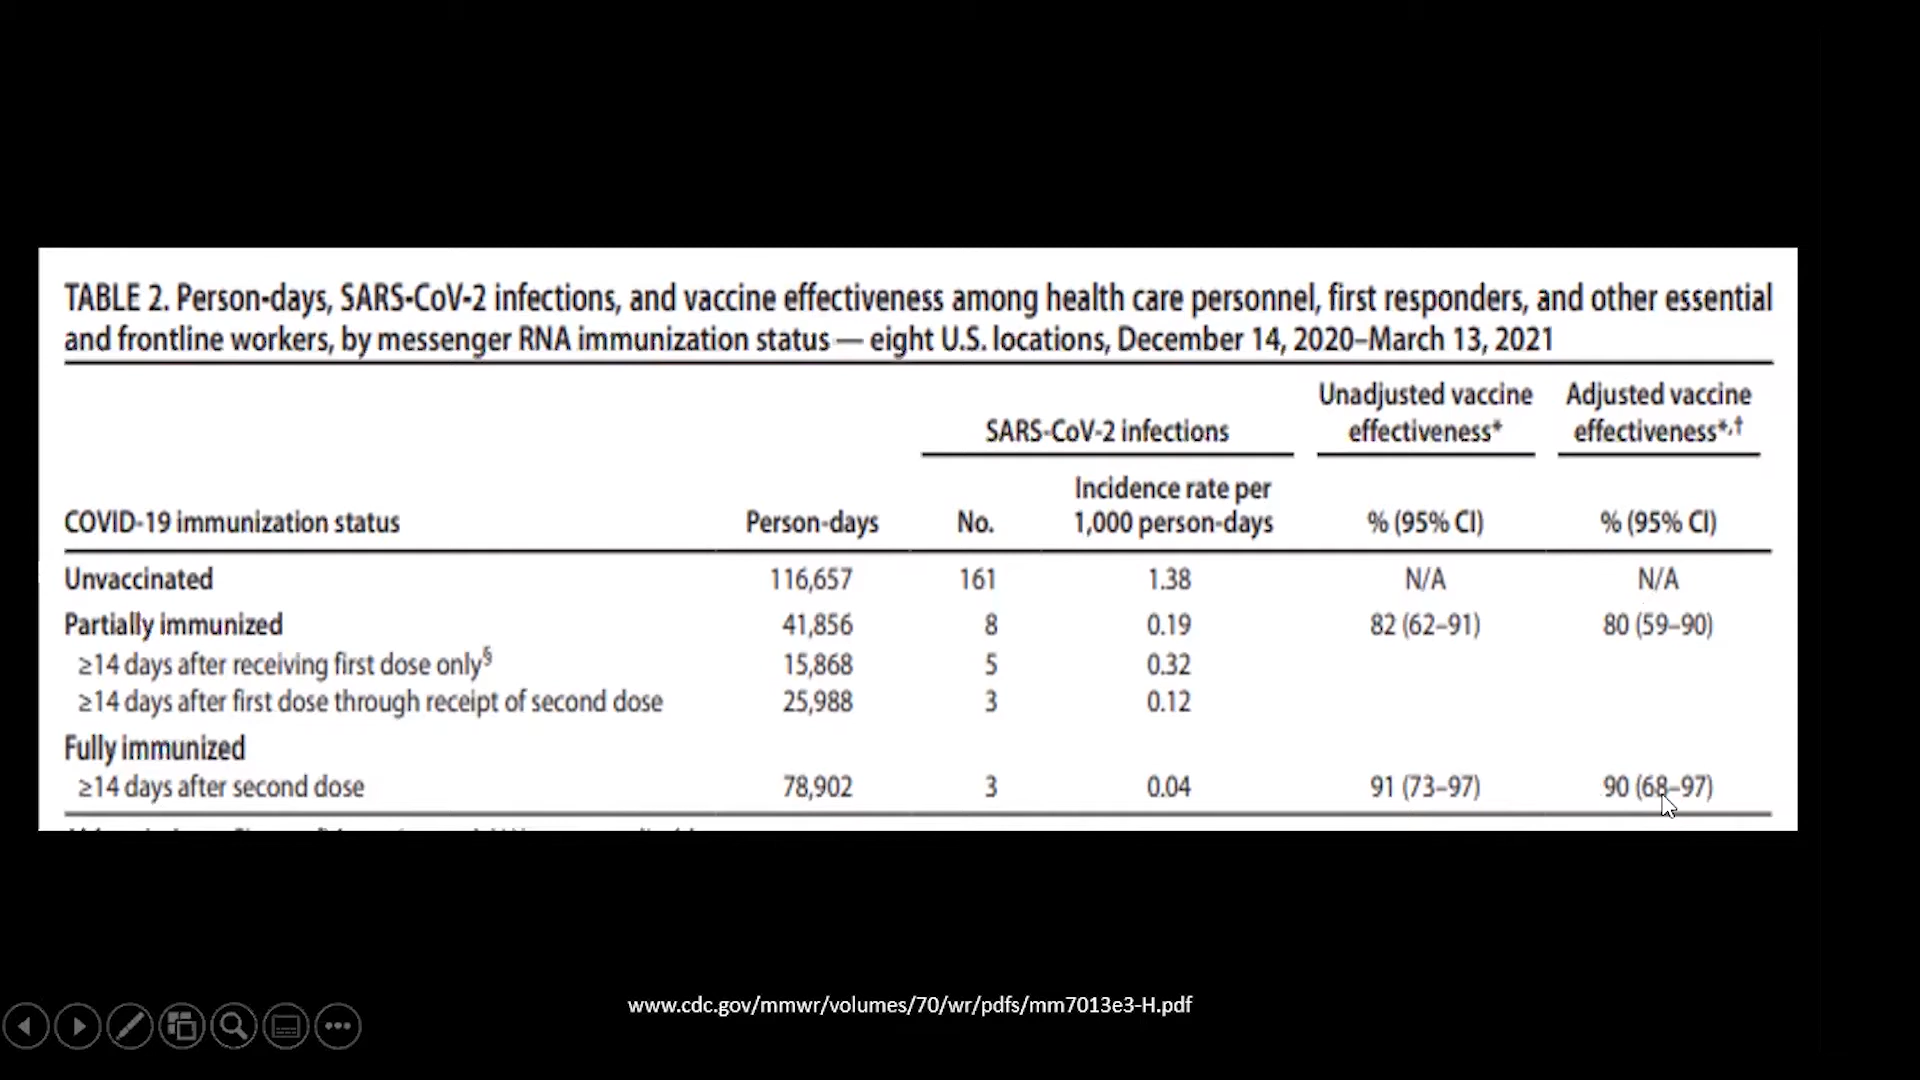 TABLE 2. Person-days, SARS-CoV-2 infections, and vaccine effectiveness among health care personnel, first responders, and other essential
and frontline workers, by messenger RNA immunization status — eight U.S. locations, December 14, 2020–March 13, 2021
Unadjusted vaccine Adjusted vaccine
SARS-CoV-2 infections effectiveness* effectiveness*,†
Incidence rate per
COVID-19 immunization status Person-days No. 1,000 person-days % (95% CI) % (95% CI)
Unvaccinated 116,657 161 1.38 N/A N/A
Partially immunized 41,856 8 0.19 82 (62–91) 80 (59–90)
≥14 days after receiving first dose only§ 15,868 5 0.32
≥14 days after first dose through receipt of second dose 25,988 3 0.12
Fully immunized
≥14 days after second dose 78,902 3 0.04 91 (73–97) 90 (68–97)
www.cdc.gov/mmwr/volumes/70/wr/pdfs/mm7013e3-H.pdf